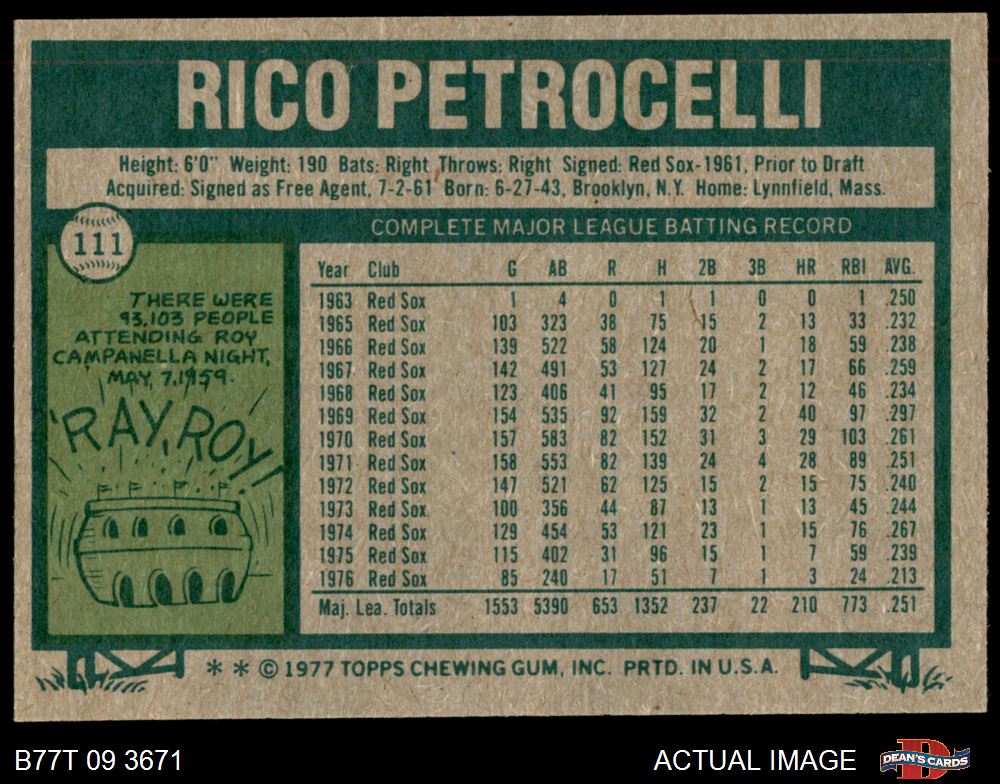 RICO PETROCELLI
Height: 6'0" Weight: 190 Bats: Right Throws: Right Signed: Red Sox-1961, Prior to Draft
Acquired: Signed as Free Agent, 7-2-61 Born: 6-27-43, Brooklyn, N.Y. Home: Lynnfield, Mass.
111
THERE WERE
93,103 PEOPLE
ATTENDING ROY
CAMPANELLA NIGHT,
MAY, 7, 1959.
'RAY, ROY!
COMPLETE MAJOR LEAGUE BATTING RECORD
Year Club G AB R H 2B 3B HR RBI AVG.
1963 Red Sox 1 4 0 1 1 0 0 1 .250
1965 Red Sox 103 323 38 75 15 2 13 33 .232
1966 Red Sox 139 522 58 124 20 1 18 59 .238
1967 Red Sox 142 491 53 127 24 2 17 66 .259
1968 Red Sox 123 406 41 95 17 2 12 46 .234
1969 Red Sox 154 535 92 159 32 2 40 97 .297
1970 Red Sox 157 583 82 152 31 3 29 103 .261
1971 Red Sox 158 553 82 139 24 4 28 89 .251
1972 Red Sox 147 521 62 125 15 2 15 75 .240
1973 Red Sox 100 356 44 87 13 1 13 45 .244
1974 Red Sox 129 454 53 121 23 1 15 76 .267
1975 Red Sox 115 402 31 96 15 1 7 59 .239
1976 Red Sox 85 240 17 51 7 1 3 24 .213
Maj. Lea. Totals 1553 5390 653 1352 237 22 210 773 .251
* * © 1977 TOPPS CHEWING GUM, INC. PRTD. IN U.S.A.
B77T 09 3671
ACTUAL IMAGE
D
DEAN'S CARDS